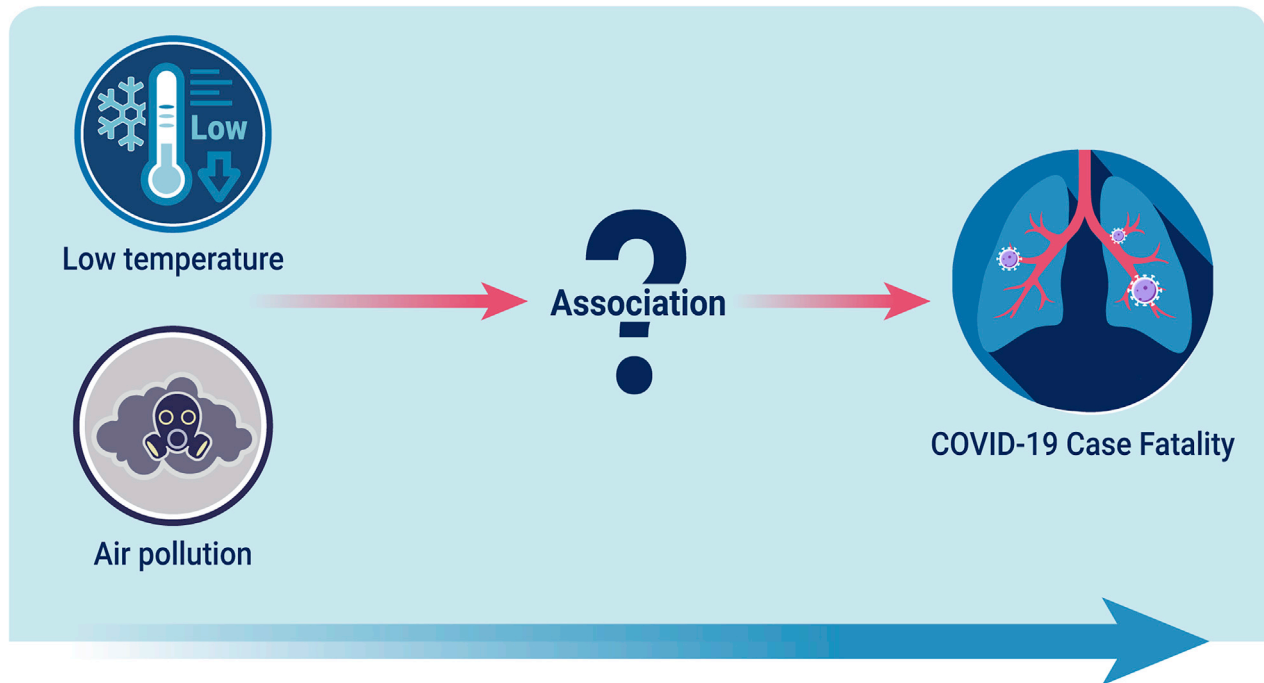 Low
Low temperature
Association
COVID-19 Case Fatality
Air pollution